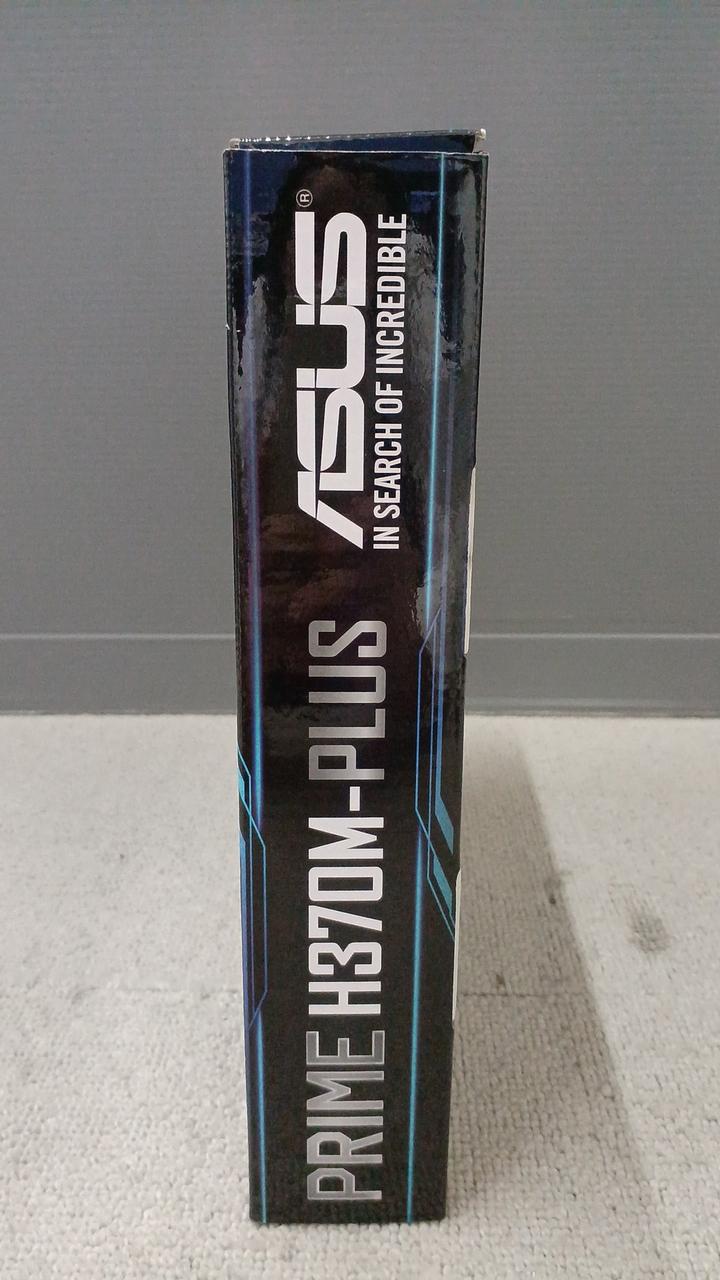 PRIME H370M-PLUS
ASUS®
IN SEARCH OF INCREDIBLE